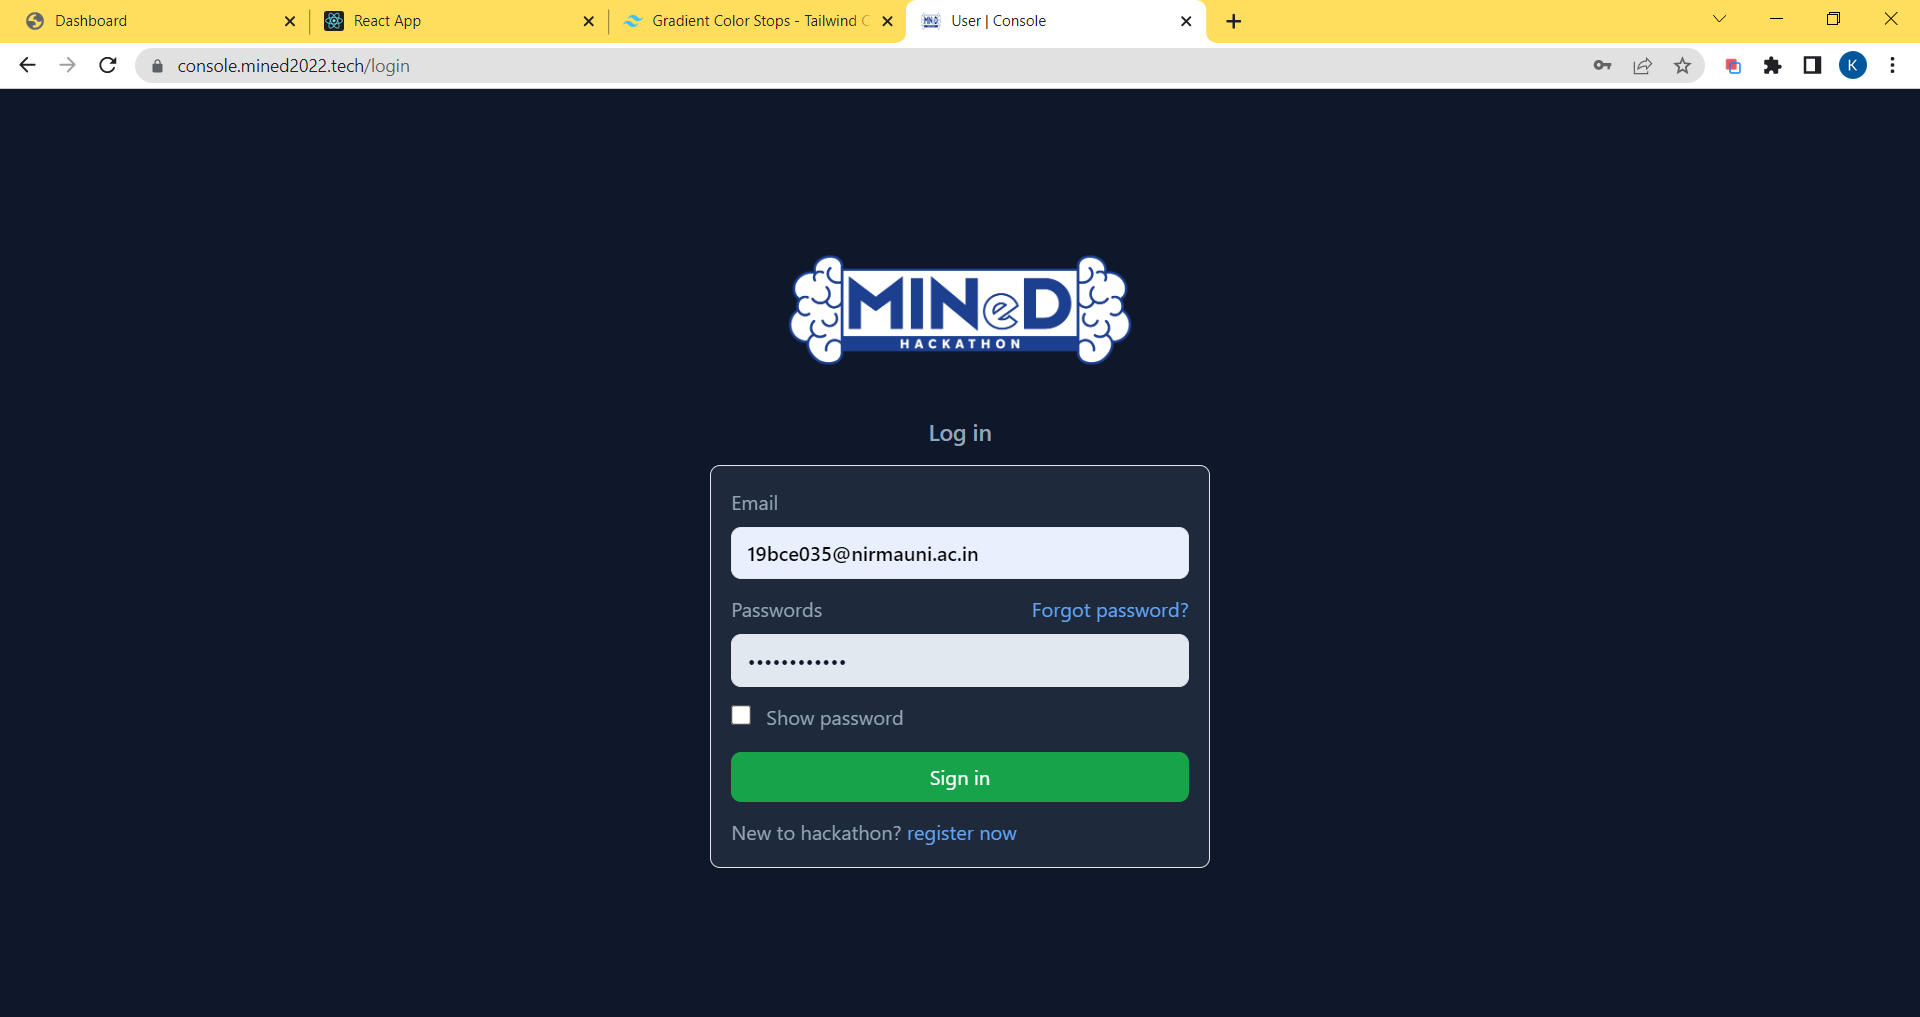 Dashboard
React App
Gradient Color Stops - Tailwind C
User | Console
console.mined2022.tech/login
K
MINeD
HACKATHON
Log in
Email
19bce035@nirmauni.ac.in
Passwords Forgot password?
••••••••••••
Show password
Sign in
New to hackathon? register now